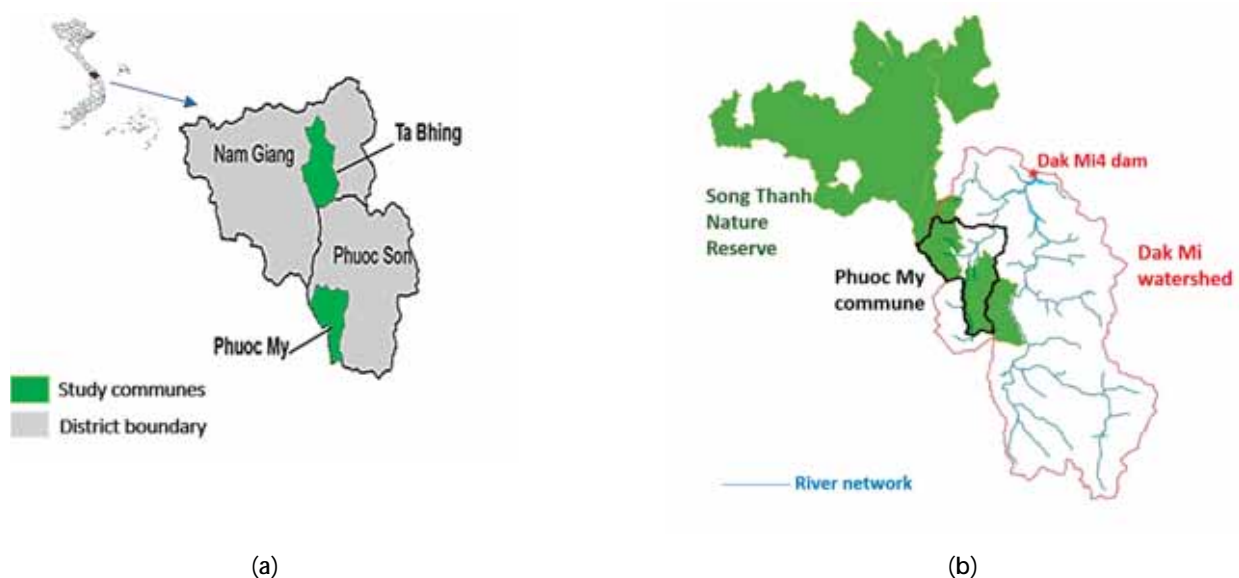 Nam Giang
Ta Bhing
Phuoc Son
Phuoc My
Study communes
District boundary
(a)
Dak Mi4 dam
Song Thanh
Nature
Reserve
Dak Mi
watershed
Phuoc My
commune
River network
(b)